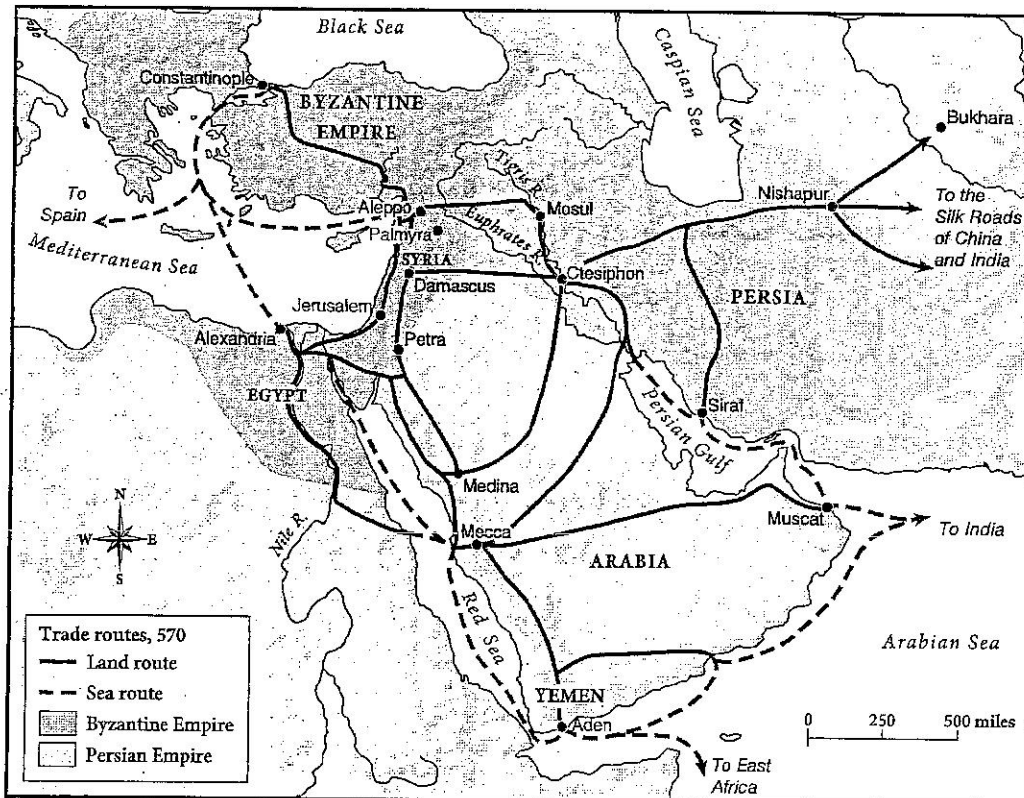 Black Sea
Caspian Sea
Constantinople
BYZANTINE
EMPIRE
Bukhara
Tigris R.
Nishapur
To
Spain
Aleppo
Mosul
To the
Silk Roads
of China
and India
Palmyra
Euphrates R.
Mediterranean Sea
SYRIA
Damascus
Ctesiphon
PERSIA
Jerusalem
Alexandria
Petra
EGYPT
Siraf
Persian Gulf
Medina
N
W E
S
Nile R.
Mecca
Muscat
To India
ARABIA
Red Sea
Arabian Sea
Trade routes, 570
Land route
Sea route
Byzantine Empire
Persian Empire
YEMEN
Aden
0 250 500 miles
To East
Africa